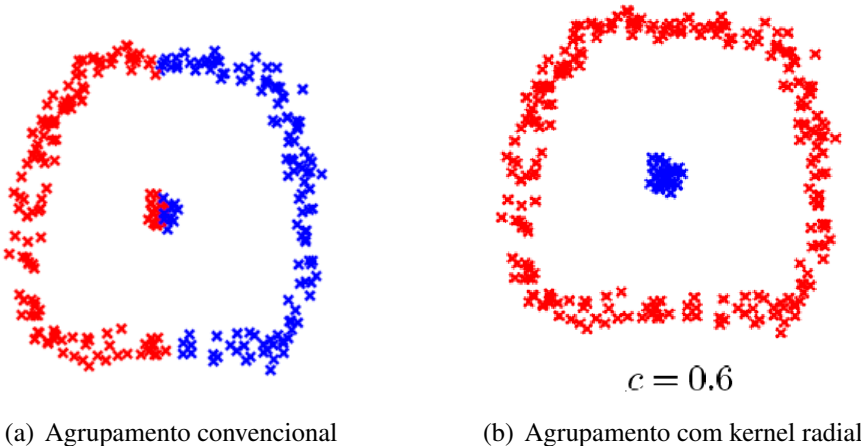 c = 0.6
(a) Agrupamento convencional
(b) Agrupamento com kernel radial